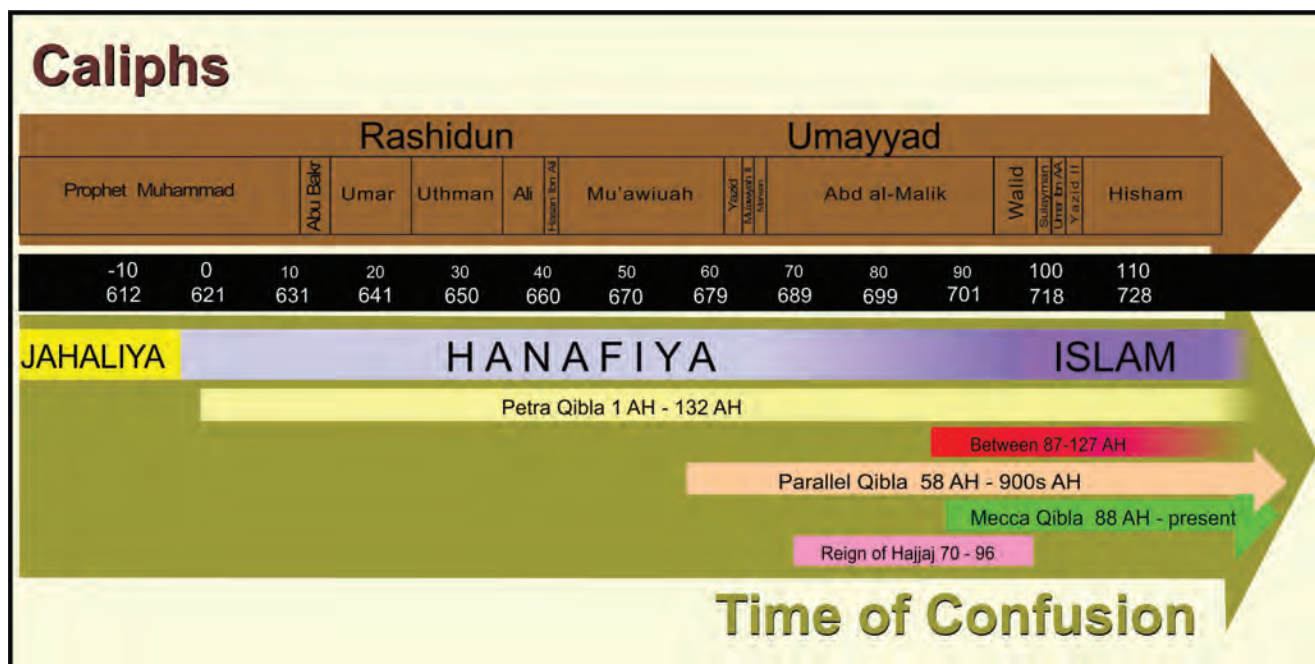 Caliphs
Rashidun Umayyad
Prophet Muhammad Abu Bakr Umar Uthman Ali Hasan Ibn Ali Mu'awiuah Yazid Mu'awiyah II Marwan Abd al-Malik Walid Sulayman Umar Ibn AA Yazid II Hisham
-10 0 10 20 30 40 50 60 70 80 90 100 110
612 621 631 641 650 660 670 679 689 699 701 718 728
JAHALIYA HANAFIYA ISLAM
Petra Qibla 1 AH - 132 AH
Between 87-127 AH
Parallel Qibla 58 AH - 900s AH
Mecca Qibla 88 AH - present
Reign of Hajjaj 70 - 96
Time of Confusion